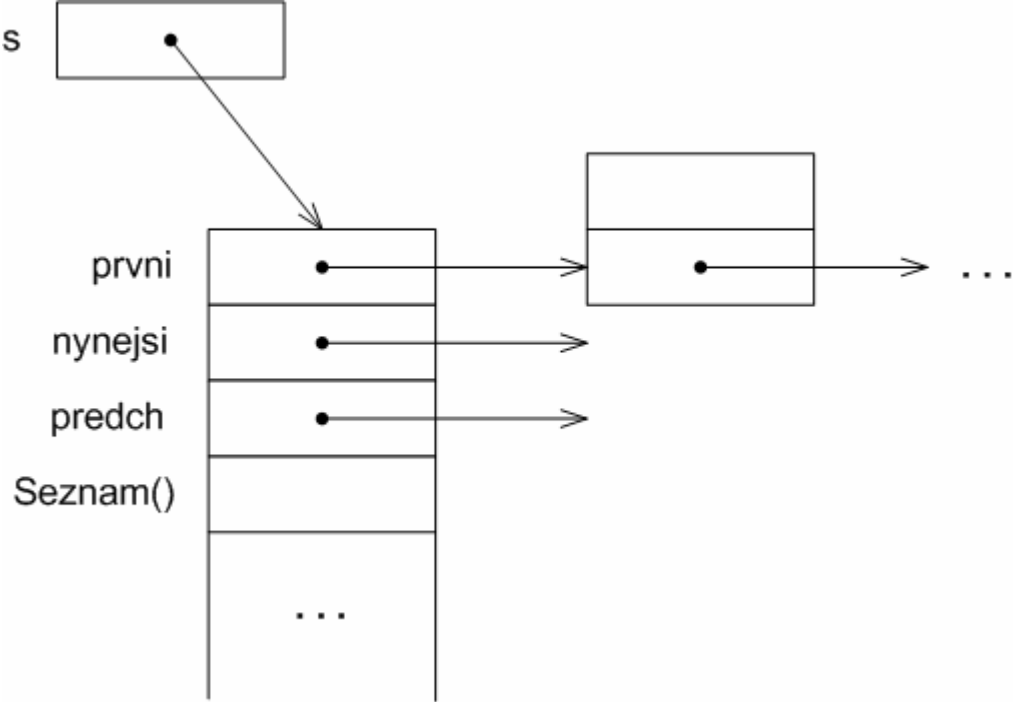 s
prvni
. . .
nynejsi
predch
Seznam()
. . .